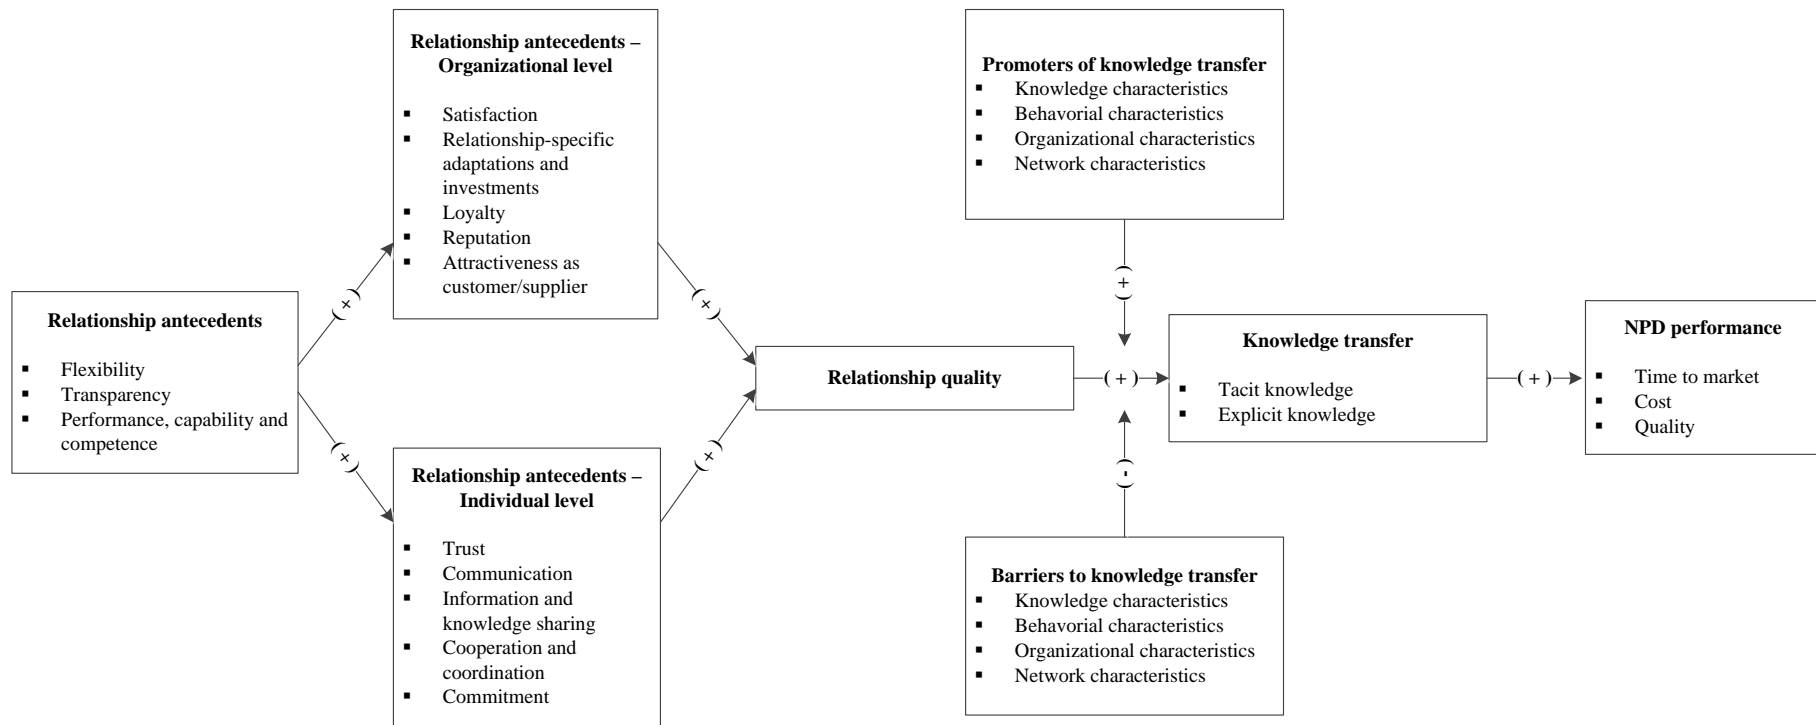 Relationship antecedents
▪ Flexibility
▪ Transparency
▪ Performance, capability and
competence
( + )
( + )
Relationship antecedents –
Organizational level
▪ Satisfaction
▪ Relationship-specific
adaptations and
investments
▪ Loyalty
▪ Reputation
▪ Attractiveness as
customer/supplier
Relationship antecedents –
Individual level
▪ Trust
▪ Communication
▪ Information and
knowledge sharing
▪ Cooperation and
coordination
▪ Commitment
( + )
( + )
Relationship quality
Promoters of knowledge transfer
▪ Knowledge characteristics
▪ Behavorial characteristics
▪ Organizational characteristics
▪ Network characteristics
( + )
( + )
( - )
Barriers to knowledge transfer
▪ Knowledge characteristics
▪ Behavorial characteristics
▪ Organizational characteristics
▪ Network characteristics
Knowledge transfer
▪ Tacit knowledge
▪ Explicit knowledge
( + )
NPD performance
▪ Time to market
▪ Cost
▪ Quality